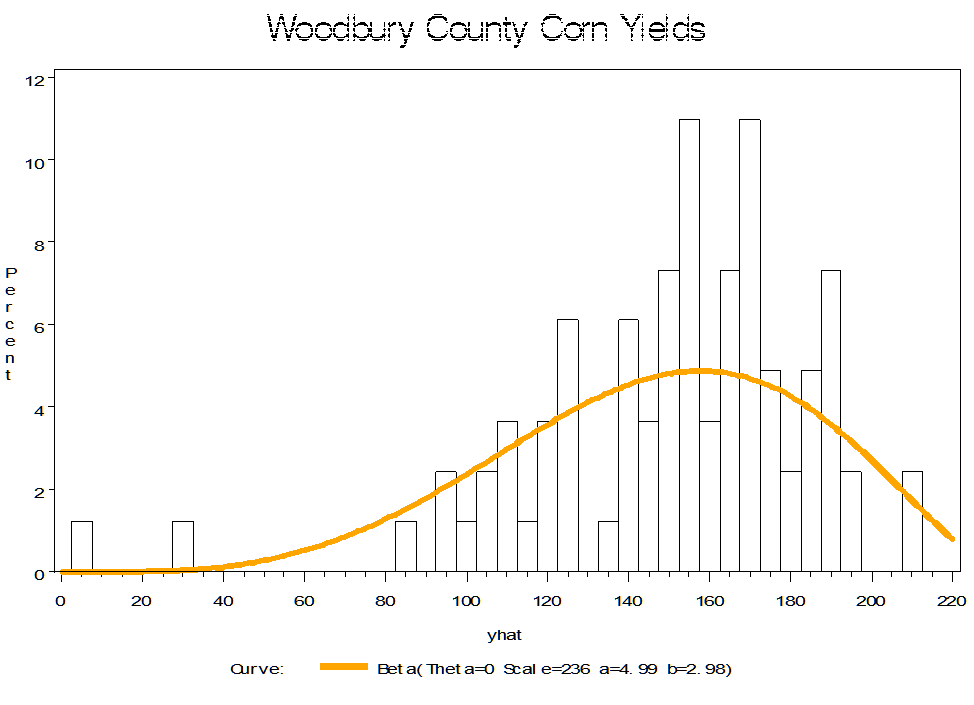 Woodbury County Corn Yields
12
10
8
6
4
2
0
Percent
0 20 40 60 80 100 120 140 160 180 200 220
yhat
Curve: Beta(Theta=0 Scale=236 a=4.99 b=2.98)